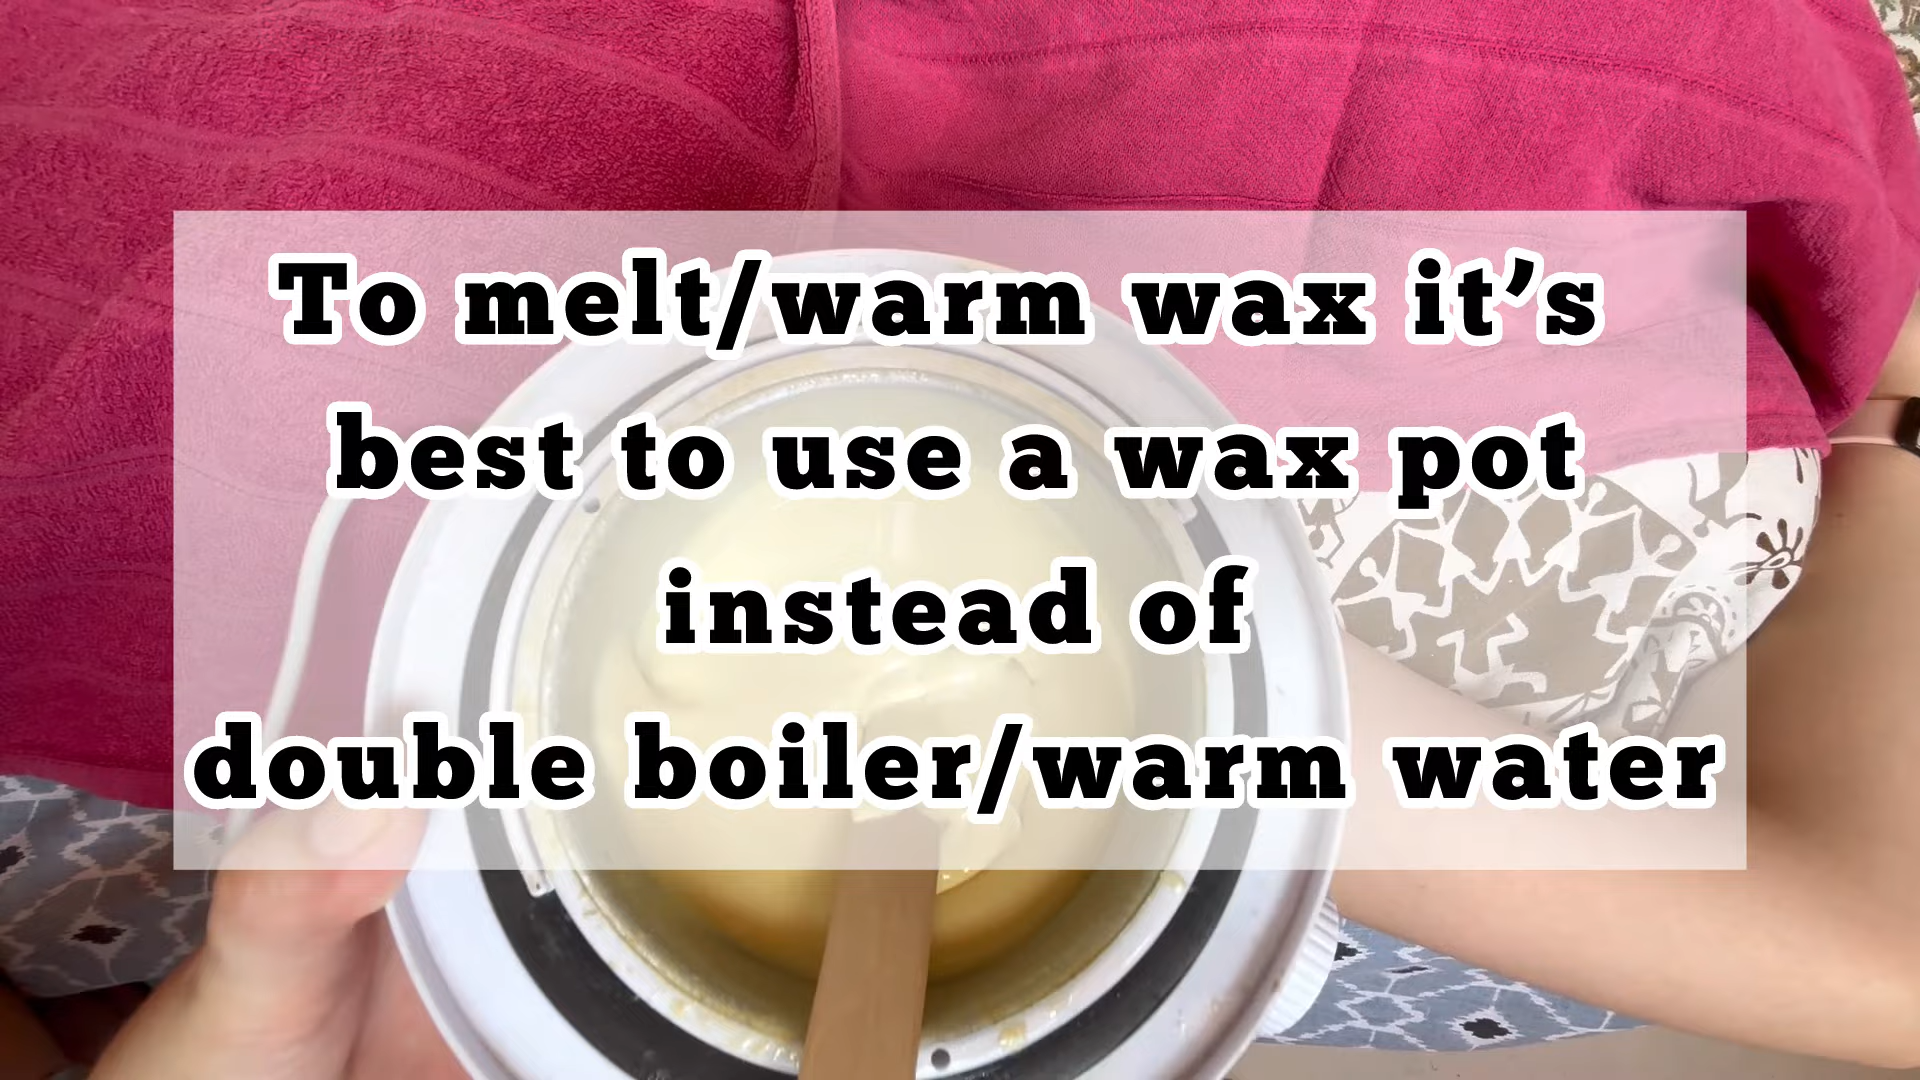 To melt/warm wax it’s
best to use a wax pot
instead of
double boiler/warm water